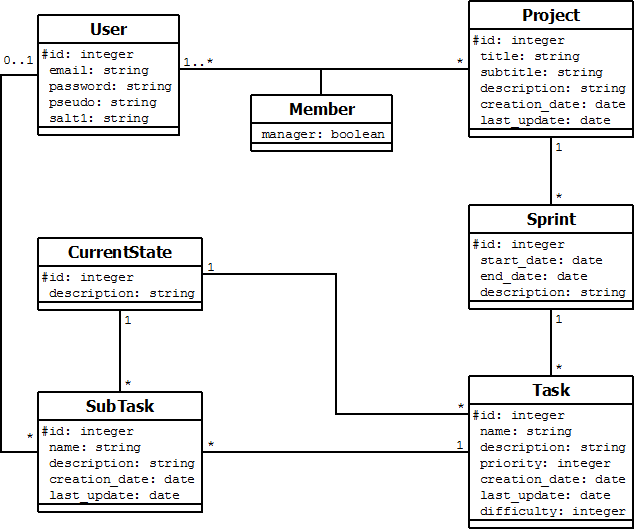 User
#id: integer
email: string
password: string
pseudo: string
salt1: string
0..1
1..*
*
Member
manager: boolean
Project
#id: integer
title: string
subtitle: string
description: string
creation_date: date
last_update: date
1
*
Sprint
#id: integer
start_date: date
end_date: date
description: string
1
*
CurrentState
#id: integer
description: string
1
1
*
*
SubTask
#id: integer
name: string
description: string
creation_date: date
last_update: date
*
*
1
Task
#id: integer
name: string
description: string
priority: integer
creation_date: date
last_update: date
difficulty: integer